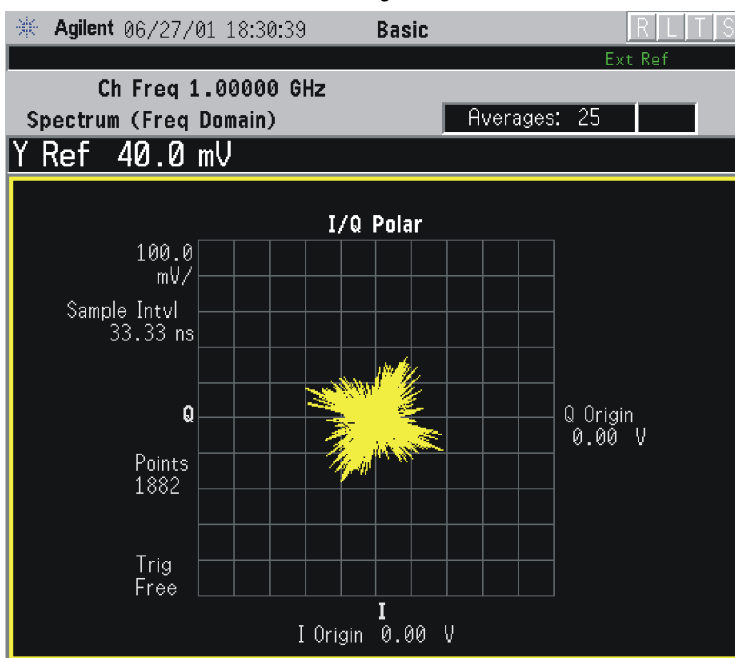 Agilent 06/27/01 18:30:39 Basic R L T S
Ext Ref
Ch Freq 1.00000 GHz
Spectrum (Freq Domain) Averages: 25
Y Ref 40.0 mV
I/Q Polar
100.0
mV/
Sample Intvl
33.33 ns
Q
Q Origin
0.00 V
Points
1882
Trig
Free
I
I Origin 0.00 V